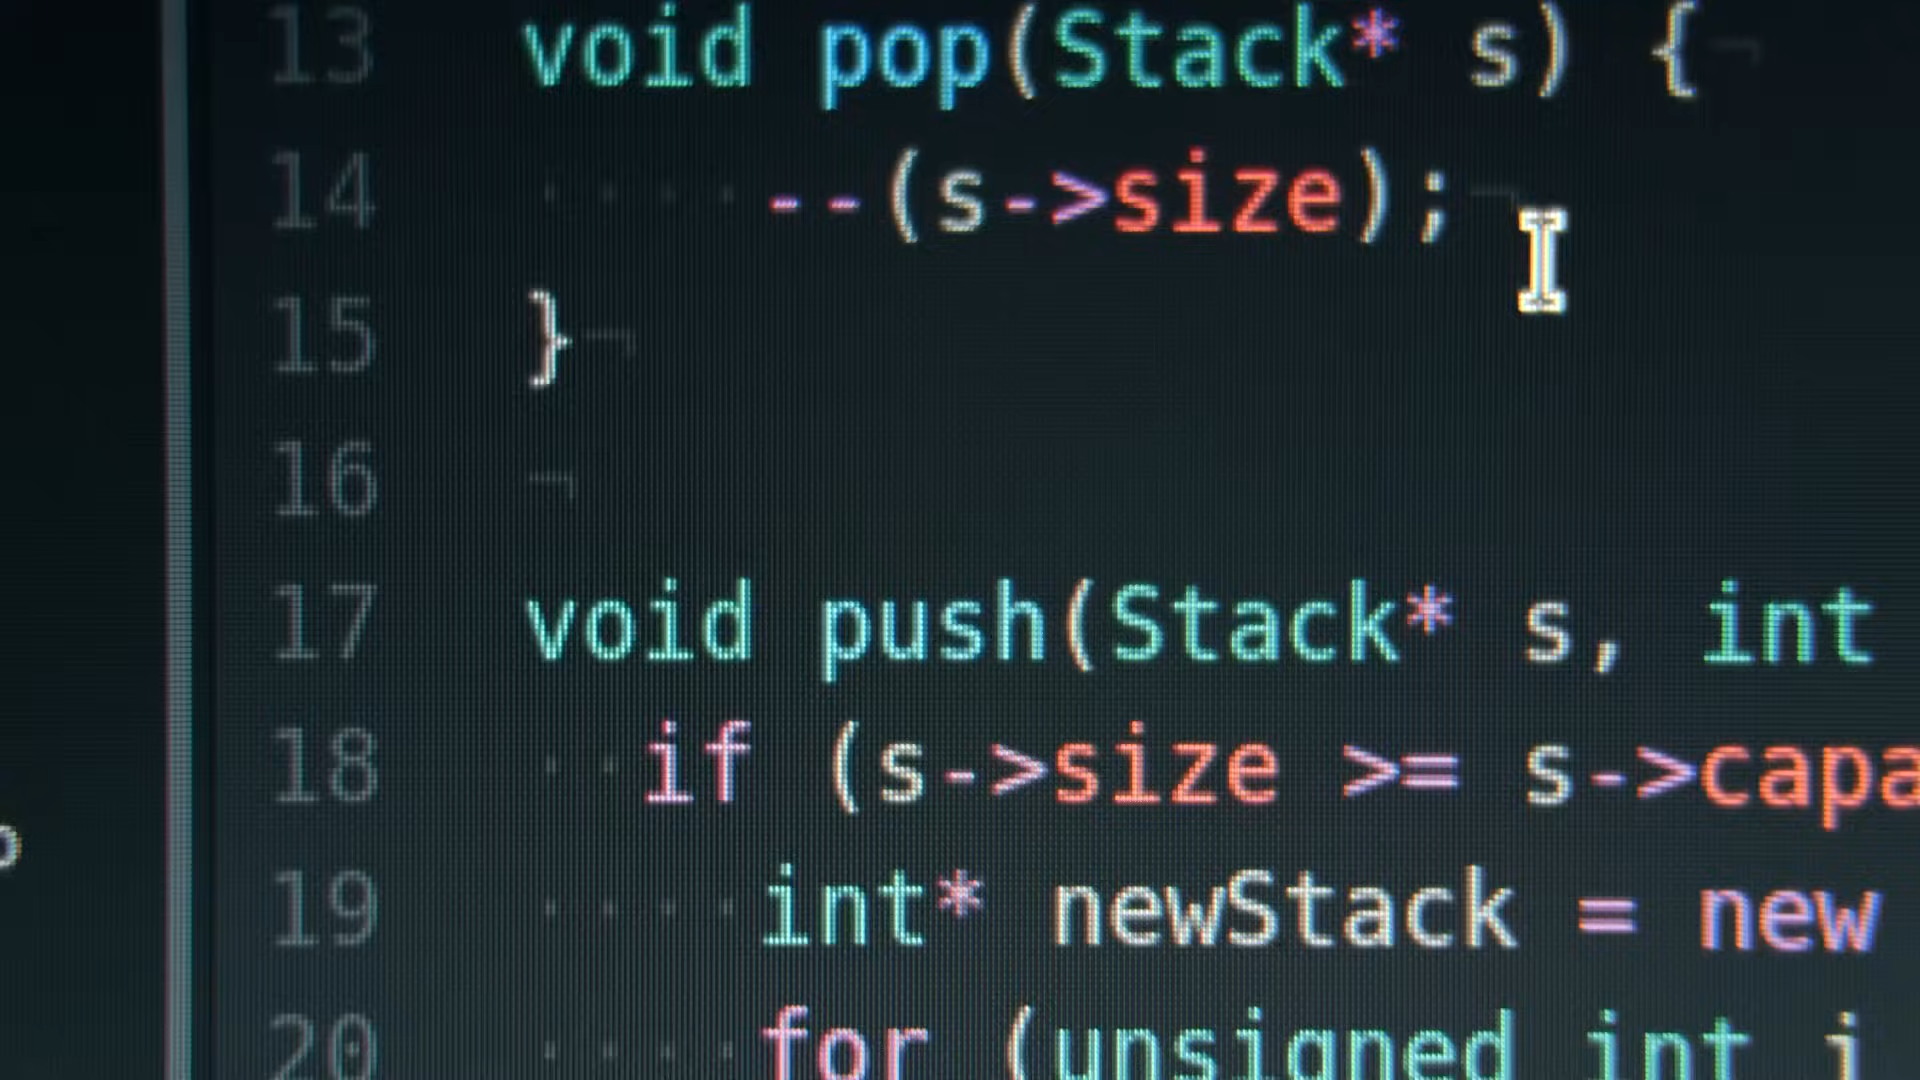 13 void pop(Stack* s) {
14 --(s->size);
15 }
16
17 void push(Stack* s, int
18 if (s->size >= s->capa
19 int* newStack = new
20 for (unsigned int i